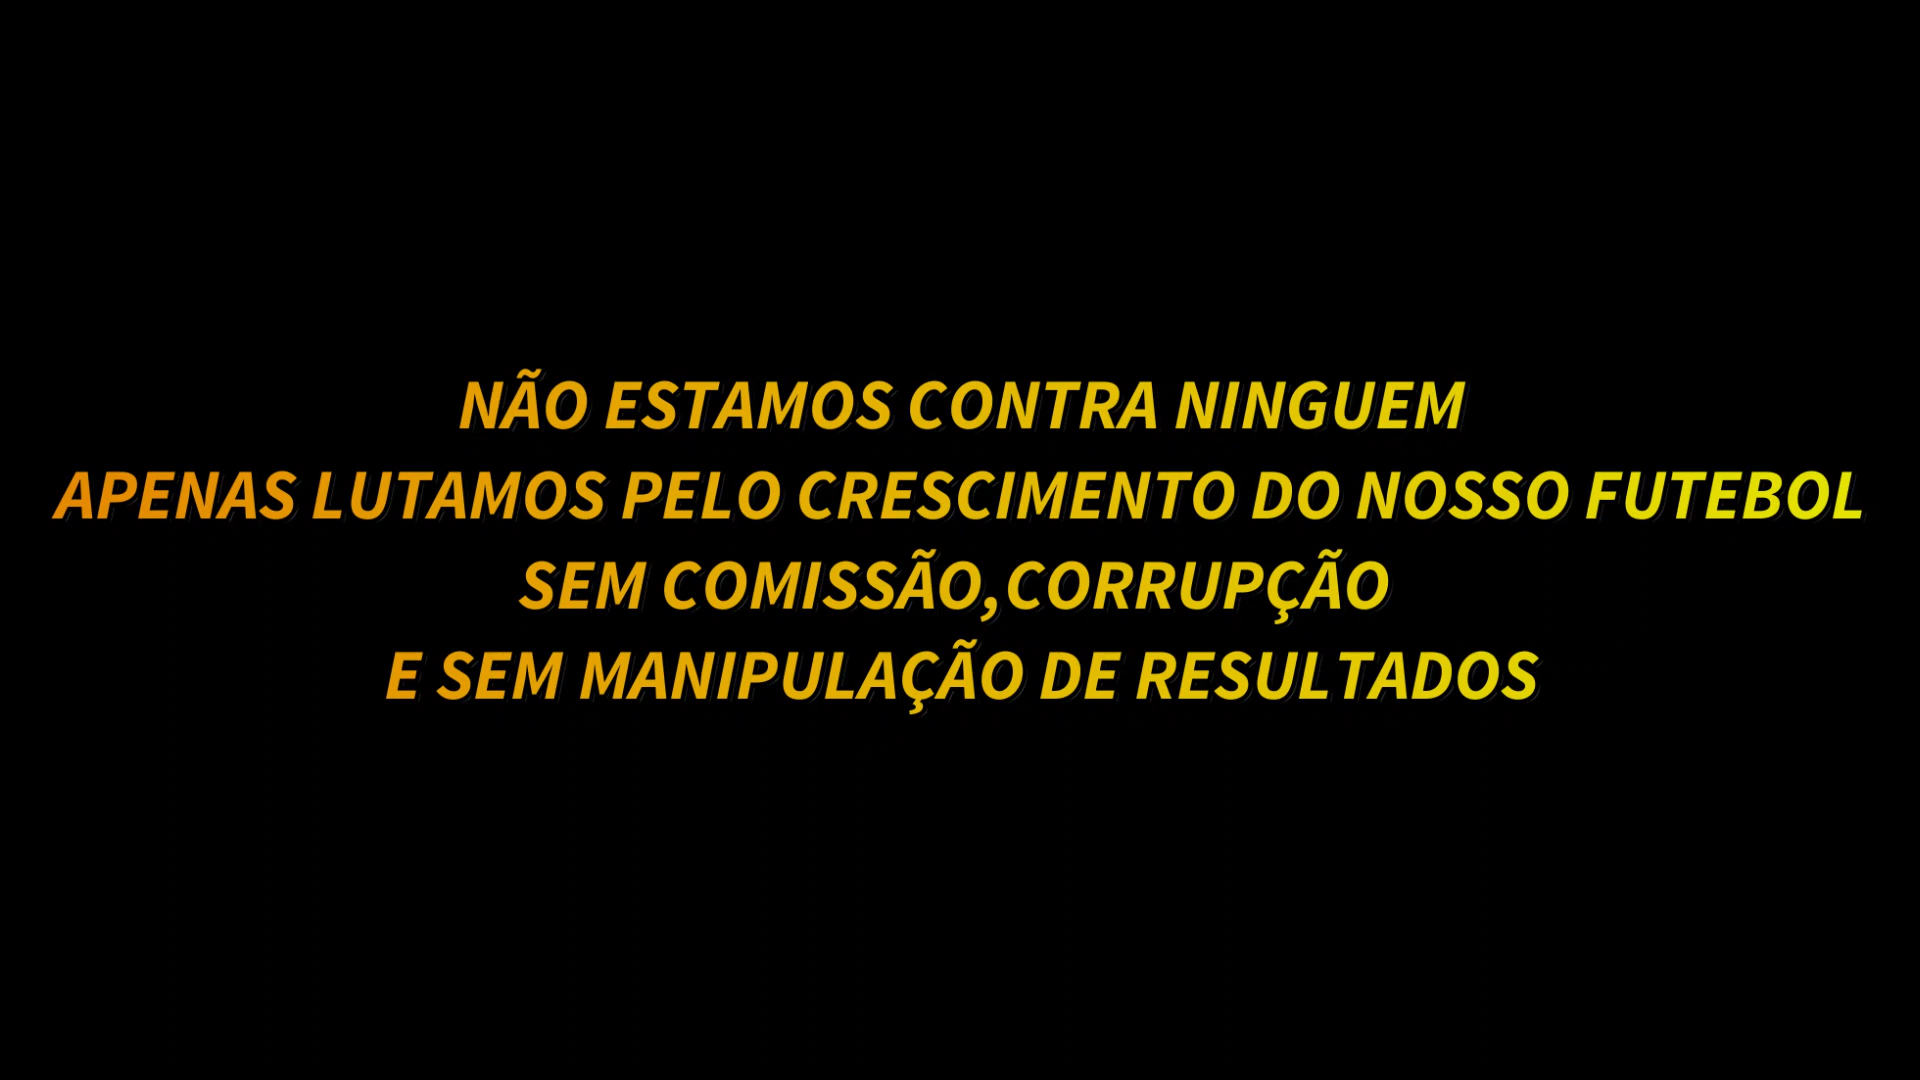 NÃO ESTAMOS CONTRA NINGUEM
APENAS LUTAMOS PELO CRESCIMENTO DO NOSSO FUTEBOL
SEM COMISSÃO,CORRUPÇÃO
E SEM MANIPULAÇÃO DE RESULTADOS